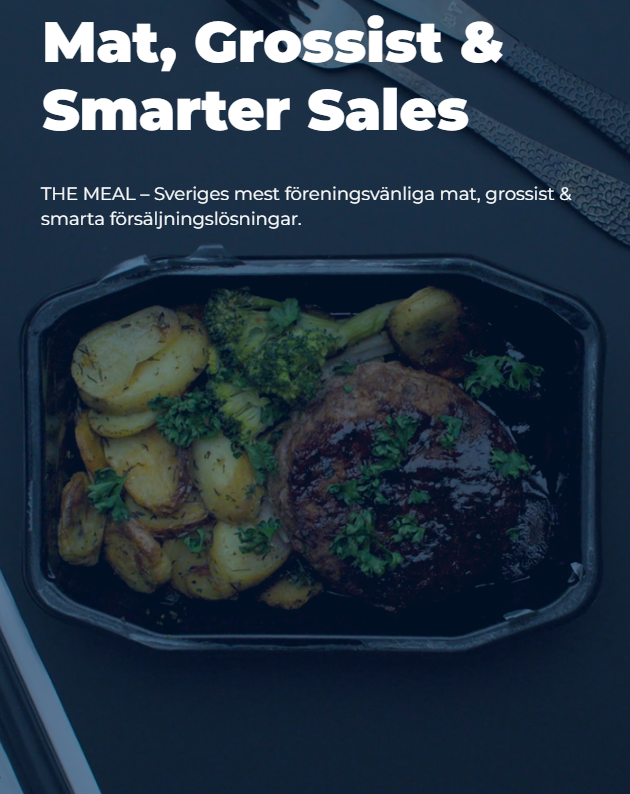 Mat, Grossist &
Smarter Sales
THE MEAL – Sveriges mest föreningsvänliga mat, grossist &
smarta försäljningslösningar.